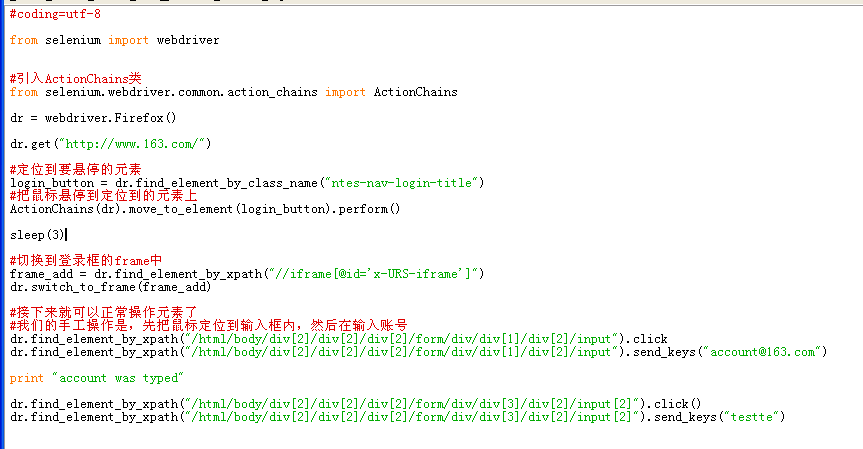 #coding=utf-8
from selenium import webdriver
#引入ActionChains类
from selenium.webdriver.common.action_chains import ActionChains
dr = webdriver.Firefox()
dr.get("http://www.163.com/")
#定位到要悬停的元素
login_button = dr.find_element_by_class_name("ntes-nav-login-title")
#把鼠标悬停到定位到的元素上
ActionChains(dr).move_to_element(login_button).perform()
sleep(3)
#切换到登录框的frame中
frame_add = dr.find_element_by_xpath("//iframe[@id='x-URS-iframe']")
dr.switch_to_frame(frame_add)
#接下来就可以正常操作元素了
#我们的手工操作是，先把鼠标定位到输入框内，然后在输入账号
dr.find_element_by_xpath("/html/body/div[2]/div[2]/div[2]/form/div/div[1]/div[2]/input").click
dr.find_element_by_xpath("/html/body/div[2]/div[2]/div[2]/form/div/div[1]/div[2]/input").send_keys("account@163.com")
print "account was typed"
dr.find_element_by_xpath("/html/body/div[2]/div[2]/div[2]/form/div/div[3]/div[2]/input[2]").click()
dr.find_element_by_xpath("/html/body/div[2]/div[2]/div[2]/form/div/div[3]/div[2]/input[2]").send_keys("testte")